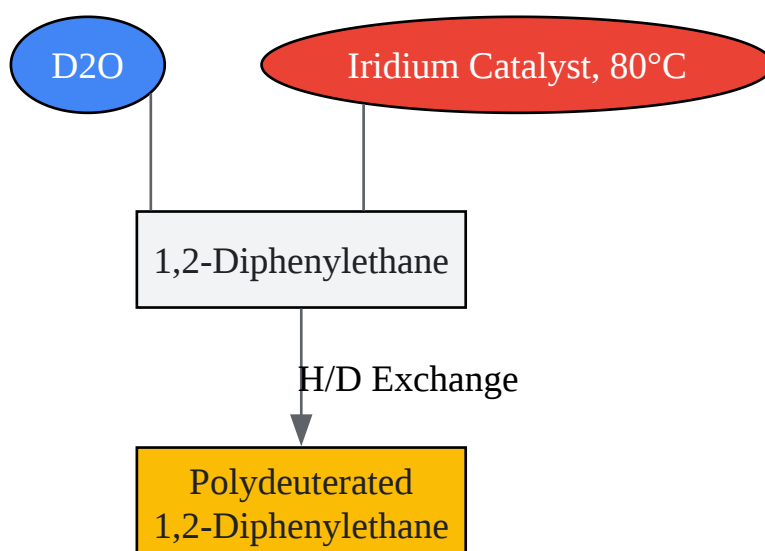 D2O
Iridium Catalyst, 80°C
1,2-Diphenylethane
H/D Exchange
Polydeuterated
1,2-Diphenylethane